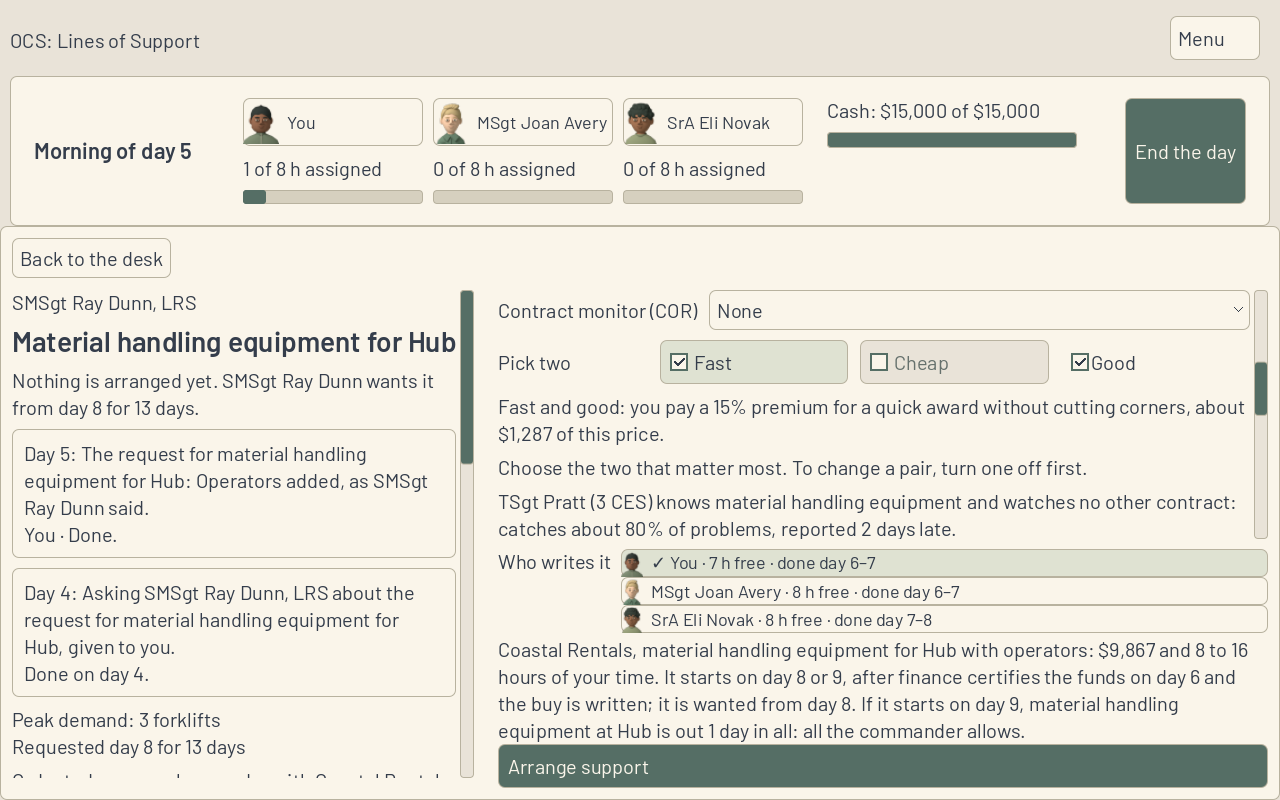 OCS: Lines of Support
Menu
Morning of day 5
You
1 of 8 h assigned
MSgt Joan Avery
0 of 8 h assigned
SrA Eli Novak
0 of 8 h assigned
Cash: $15,000 of $15,000
End the day
Back to the desk
SMSgt Ray Dunn, LRS
Material handling equipment for Hub
Nothing is arranged yet. SMSgt Ray Dunn wants it
from day 8 for 13 days.
Day 5: The request for material handling
equipment for Hub: Operators added, as SMSgt
Ray Dunn said.
You · Done.
Day 4: Asking SMSgt Ray Dunn, LRS about the
request for material handling equipment for
Hub, given to you.
Done on day 4.
Peak demand: 3 forklifts
Requested day 8 for 13 days
Contract monitor (COR)
None
Pick two
Fast
Cheap
Good
Fast and good: you pay a 15% premium for a quick award without cutting corners, about
$1,287 of this price.
Choose the two that matter most. To change a pair, turn one off first.
TSgt Pratt (3 CES) knows material handling equipment and watches no other contract:
catches about 80% of problems, reported 2 days late.
Who writes it
✓ You · 7 h free · done day 6–7
MSgt Joan Avery · 8 h free · done day 6–7
SrA Eli Novak · 8 h free · done day 7–8
Coastal Rentals, material handling equipment for Hub with operators: $9,867 and 8 to 16
hours of your time. It starts on day 8 or 9, after finance certifies the funds on day 6 and
the buy is written; it is wanted from day 8. If it starts on day 9, material handling
equipment at Hub is out 1 day in all: all the commander allows.
Arrange support